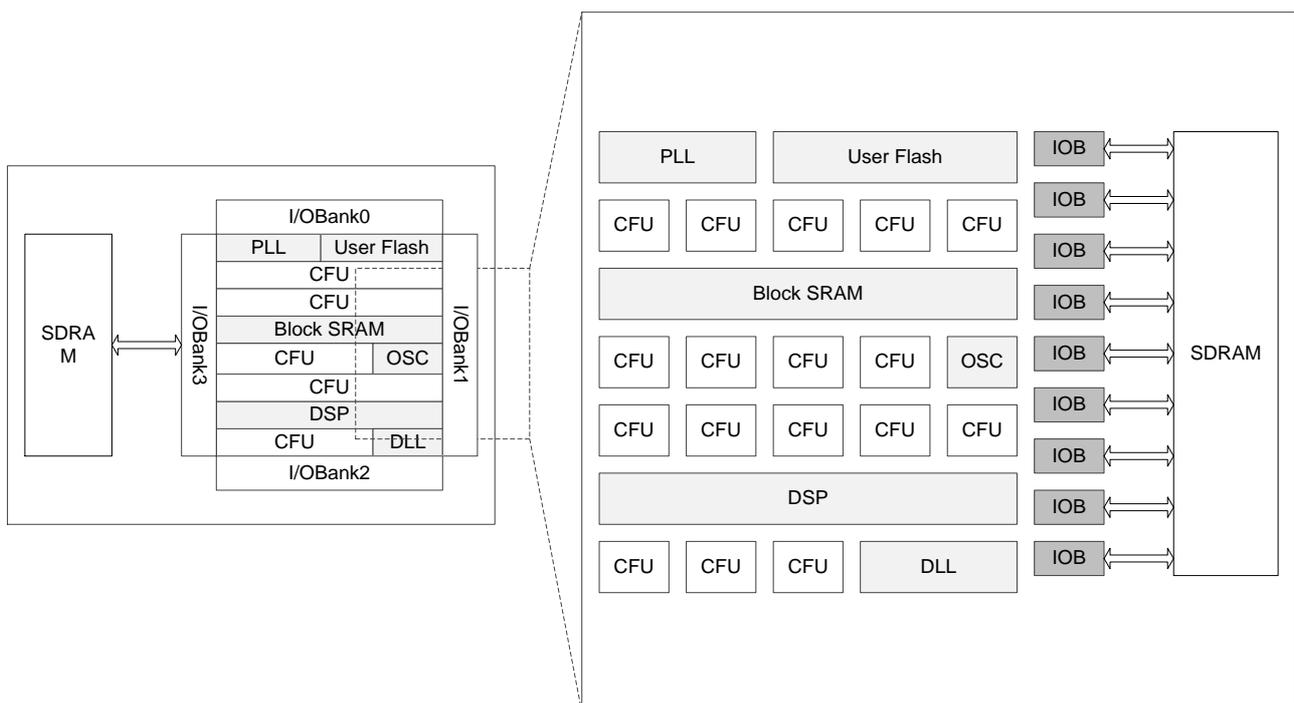 I/OBank0
PLL User Flash
CFU
CFU
Block SRAM
CFU OSC
CFU
DSP
CFU DLL
I/OBank2
SDRA
M
I/OBank3
I/OBank1
PLL User Flash IOB
IOB
CFU CFU CFU CFU CFU
IOB
Block SRAM IOB
CFU CFU CFU CFU OSC IOB
SDRAM
IOB
CFU CFU CFU CFU CFU
IOB
DSP IOB
CFU CFU CFU DLL IOB